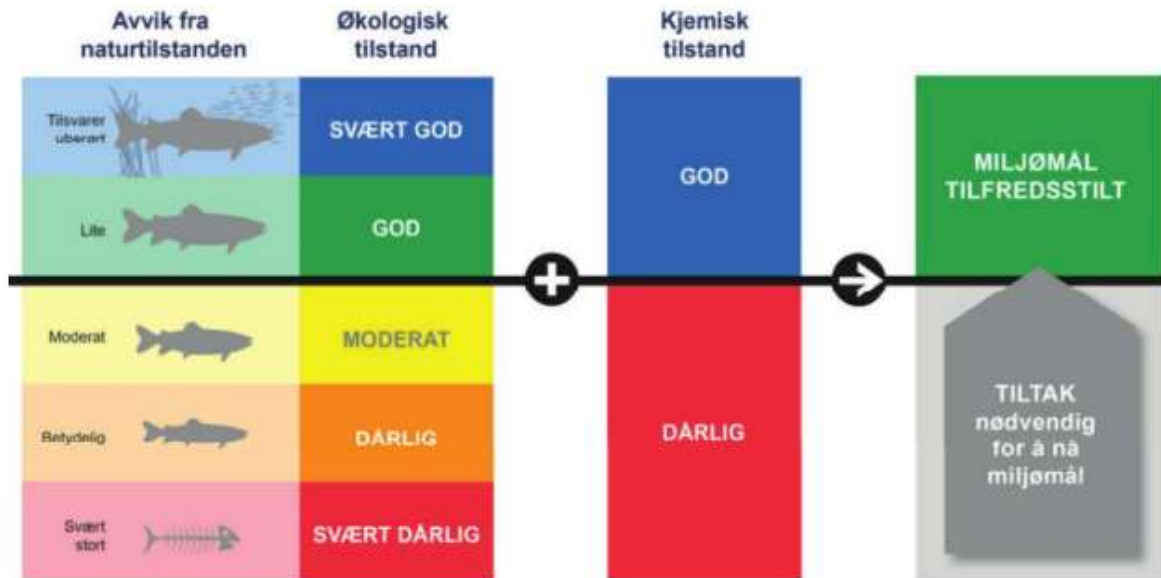 Avvik fra
naturtilstanden
Økologisk
tilstand
Kjemisk
tilstand
Tilsvarer
uberørt
SVÆRT GOD
Lite
GOD
Moderat
MODERAT
Betydelig
DÅRLIG
Svært
stort
SVÆRT DÅRLIG
GOD
DÅRLIG
MILJØMÅL
TILFREDSSTILT
TILTAK
nødvendig
for å nå
miljømål